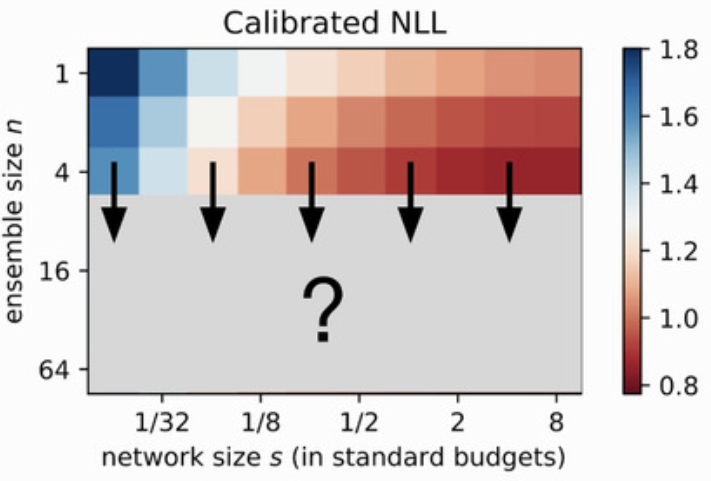 Calibrated NLL
ensemble size n
1
4
16
64
?
1/32 1/8 1/2 2 8
network size s (in standard budgets)
1.8
1.6
1.4
1.2
1.0
0.8